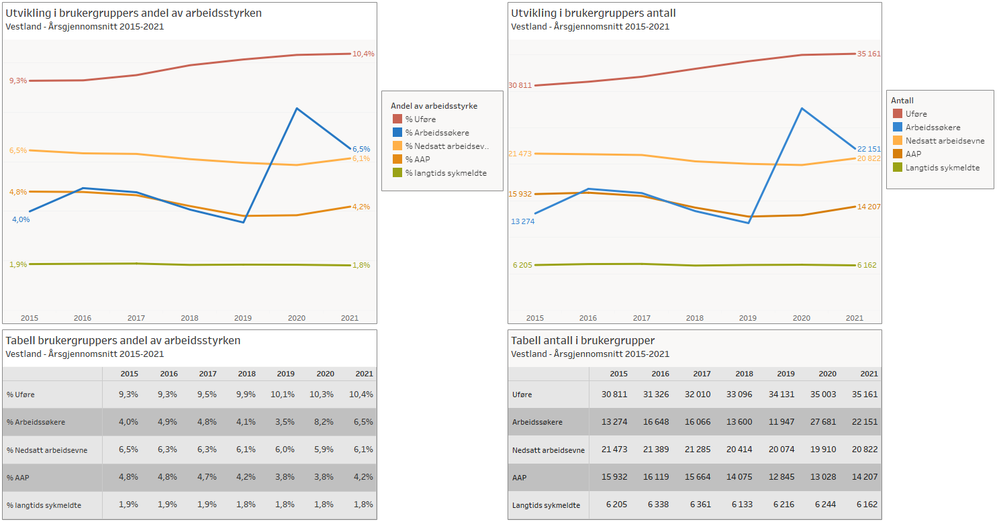 Utvikling i brukergruppers andel av arbeidsstyrken
Vestland - Årsgjennomsnitt 2015-2021
10,4%
9,3%
6,5%
6,5%
6,1%
4,8%
4,2%
4,0%
1,9%
1,8%
2015 2016 2017 2018 2019 2020 2021
Andel av arbeidsstyrke
% Uføre
% Arbeidssøkere
% Nedsatt arbeidsev..
% AAP
% langtids sykmeldte
Utvikling i brukergruppers antall
Vestland - Årsgjennomsnitt 2015-2021
35 161
30 811
22 151
21 473
20 822
15 932
14 207
13 274
6 205
6 162
2015 2016 2017 2018 2019 2020 2021
Antall
Uføre
Arbeidssøkere
Nedsatt arbeidsevne
AAP
Langtids sykmeldte
Tabell brukergruppers andel av arbeidsstyrken
Vestland - Årsgjennomsnitt 2015-2021
2015 2016 2017 2018 2019 2020 2021
% Uføre 9,3% 9,3% 9,5% 9,9% 10,1% 10,3% 10,4%
% Arbeidssøkere 4,0% 4,9% 4,8% 4,1% 3,5% 8,2% 6,5%
% Nedsatt arbeidsevne 6,5% 6,3% 6,3% 6,1% 6,0% 5,9% 6,1%
% AAP 4,8% 4,8% 4,7% 4,2% 3,8% 3,8% 4,2%
% langtids sykmeldte 1,9% 1,9% 1,9% 1,8% 1,8% 1,8% 1,8%
Tabell antall i brukergrupper
Vestland - Årsgjennomsnitt 2015-2021
2015 2016 2017 2018 2019 2020 2021
Uføre 30 811 31 326 32 010 33 096 34 131 35 003 35 161
Arbeidssøkere 13 274 16 648 16 066 13 600 11 947 27 681 22 151
Nedsatt arbeidsevne 21 473 21 389 21 285 20 414 20 074 19 910 20 822
AAP 15 932 16 119 15 664 14 075 12 845 13 028 14 207
Langtids sykmeldte 6 205 6 338 6 361 6 133 6 216 6 244 6 162